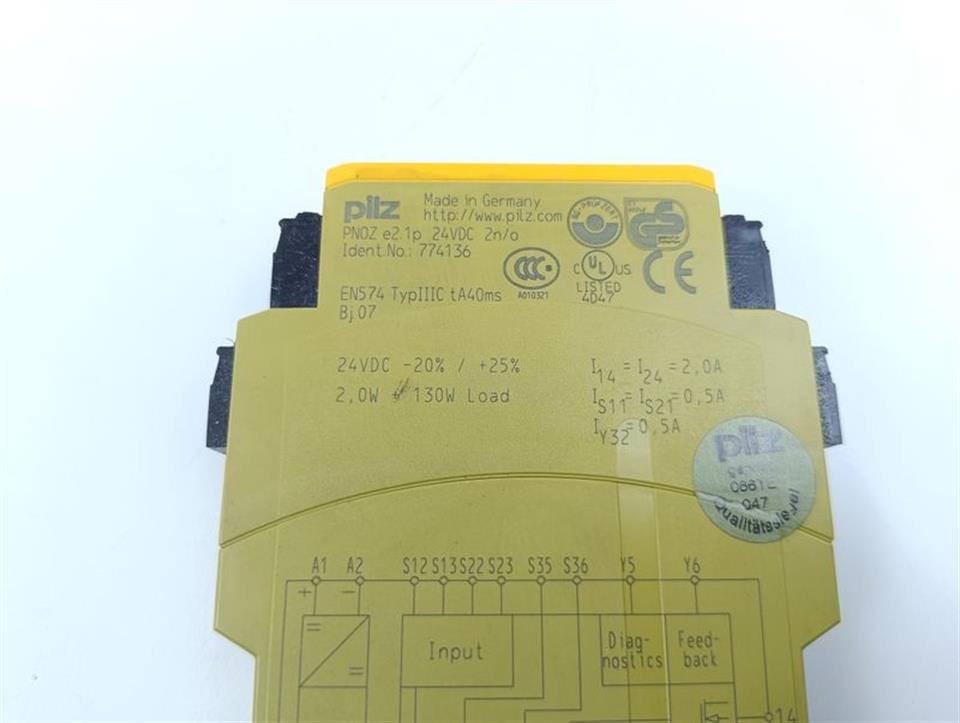 pilz Made in Germany
http://www.pilz.com
PNOZ e2.1p 24VDC 2n/o
Ident.No.: 774136
EN574 TypIIIC tA40ms
Bj.07
CCC
A010321
C UL US
LISTED
4D47
GS
CE
24VDC -20% / +25%
2,0W + 130W Load
I14 = I24 = 2,0A
IS11 = IS21 = 0,5A
IY32 = 0,5A
pilz
047
Qualitätssiegel
A1 A2 S12 S13 S22 S23 S35 S36 Y5 Y6
+ -
Input
Diag-
nostics
Feed-
back
14